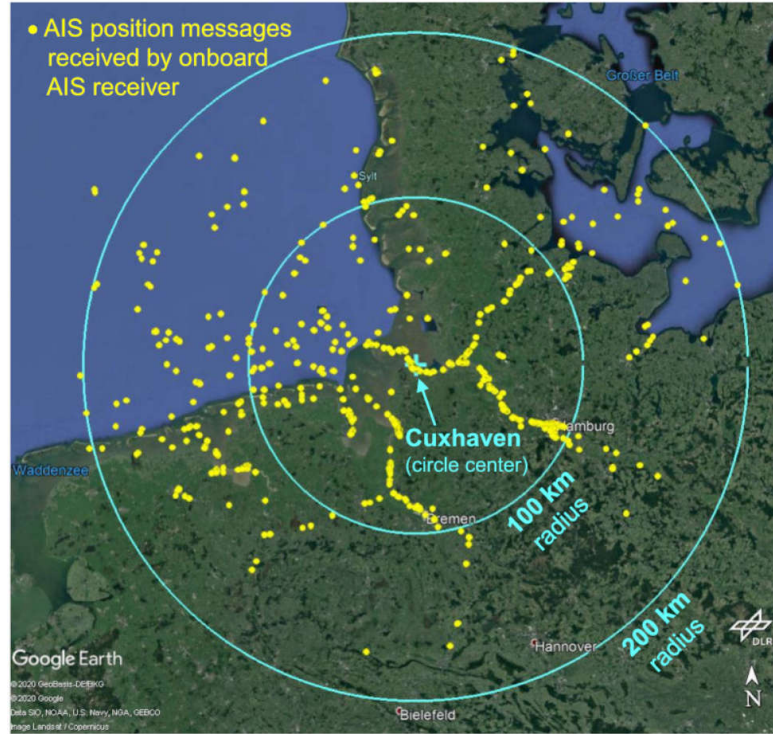 • AIS position messages
received by onboard
AIS receiver
Großer Belt
Sylt
Cuxhaven
(circle center)
Hamburg
Waddenzee
100 km
radius
Bremen
200 km
radius
DLR
Hannover
N
Google Earth
©2020 GeoBasis-DE/BKG
©2020 Google
Data SIO, NOAA, U.S. Navy, NGA, GEBCO
Image Landsat / Copernicus
Bielefeld